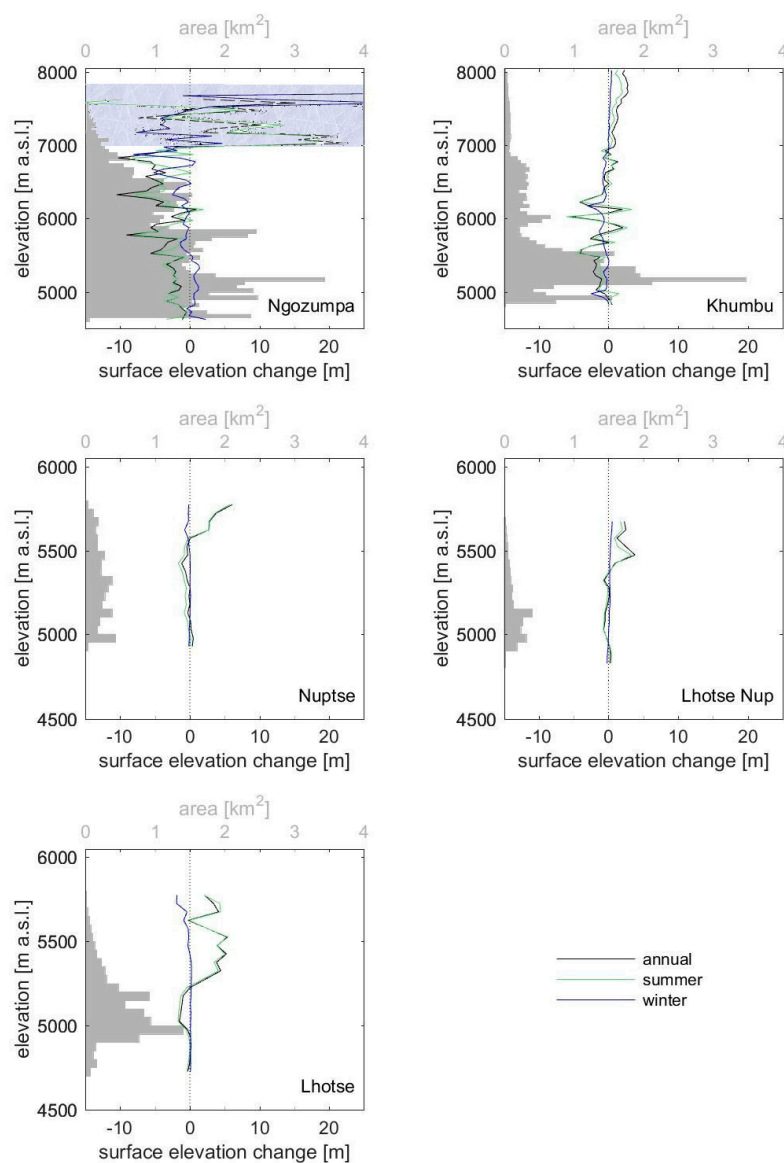 area [km2]
0 1 2 3 4
8000
7000
6000
5000
elevation [m a.s.l.]
Ngozumpa
-10 0 10 20
surface elevation change [m]
area [km2]
0 1 2 3 4
8000
7000
6000
5000
elevation [m a.s.l.]
Khumbu
-10 0 10 20
surface elevation change [m]
area [km2]
0 1 2 3 4
6000
5500
5000
4500
elevation [m a.s.l.]
Nuptse
-10 0 10 20
surface elevation change [m]
area [km2]
0 1 2 3 4
6000
5500
5000
4500
elevation [m a.s.l.]
Lhotse Nup
-10 0 10 20
surface elevation change [m]
area [km2]
0 1 2 3 4
6000
5500
5000
4500
elevation [m a.s.l.]
Lhotse
-10 0 10 20
surface elevation change [m]
annual
summer
winter